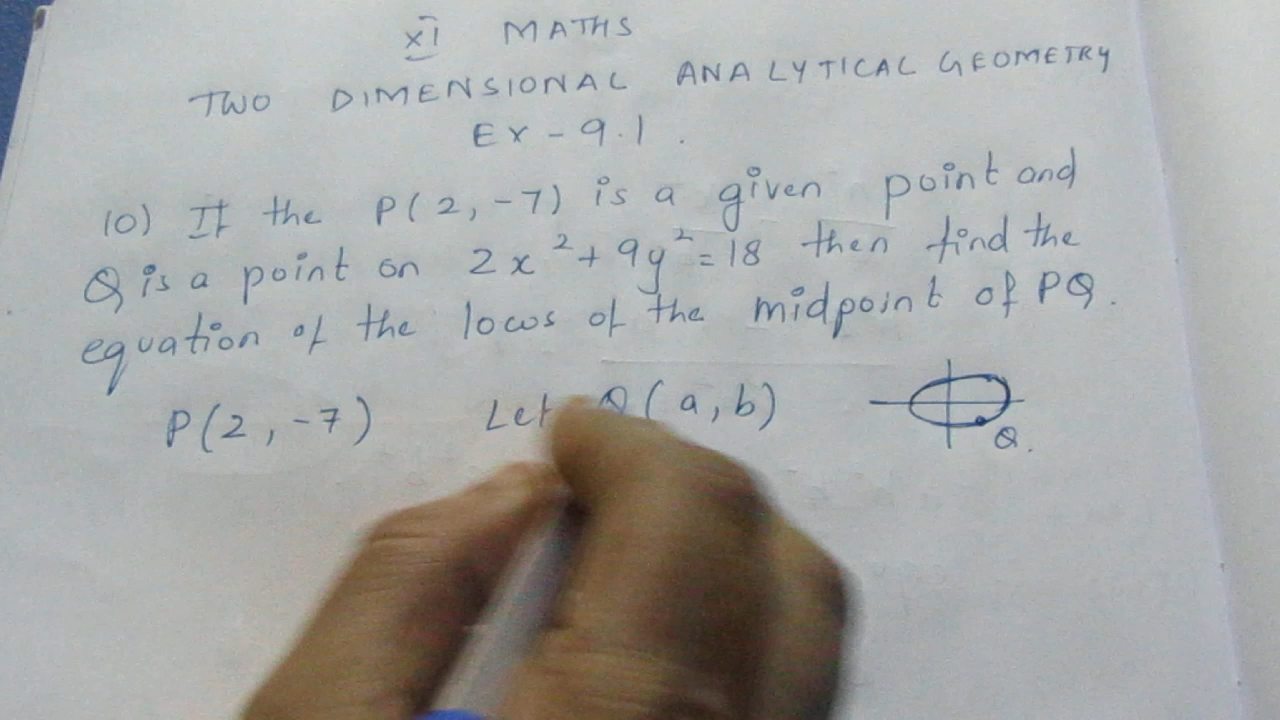 XI MATHS
TWO DIMENSIONAL ANALYTICAL GEOMETRY
Ex - 9.1.
10) If the P(2, -7) is a given point and
Q is a point on 2x²+9y²=18 then find the
equation of the locus of the midpoint of PQ.
P(2, -7) Let Q(a, b) Q.